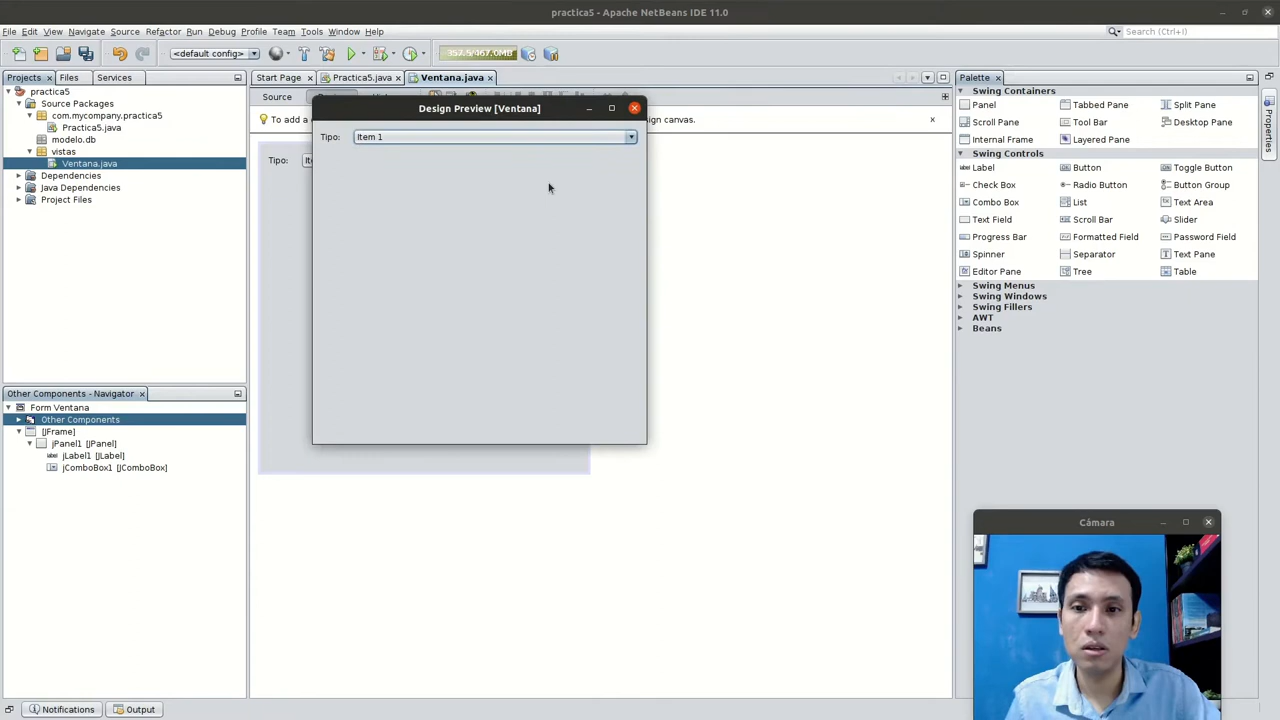 practica5 - Apache NetBeans IDE 11.0
File Edit View Navigate Source Refactor Run Debug Profile Team Tools Window Help
Search (Ctrl+I)
<default config>
357.5/467.0MB
Projects Files Services
Start Page Practica5.java Ventana.java
Palette
practica5
Source Packages
com.mycompany.practica5
Practica5.java
modelo.db
vistas
Ventana.java
Dependencies
Java Dependencies
Project Files
Source
To add a
sign canvas.
Tipo:
Design Preview [Ventana]
Tipo: Item 1
Swing Containers
Panel Tabbed Pane Split Pane
Scroll Pane Tool Bar Desktop Pane
Internal Frame Layered Pane
Swing Controls
Label Button Toggle Button
Check Box Radio Button Button Group
Combo Box List Text Area
Text Field Scroll Bar Slider
Progress Bar Formatted Field Password Field
Spinner Separator Text Pane
Editor Pane Tree Table
Swing Menus
Swing Windows
Swing Fillers
AWT
Beans
Properties
Other Components - Navigator
Form Ventana
Other Components
[JFrame]
jPanel1 [JPanel]
jLabel1 [JLabel]
jComboBox1 [JComboBox]
Cámara
Notifications Output